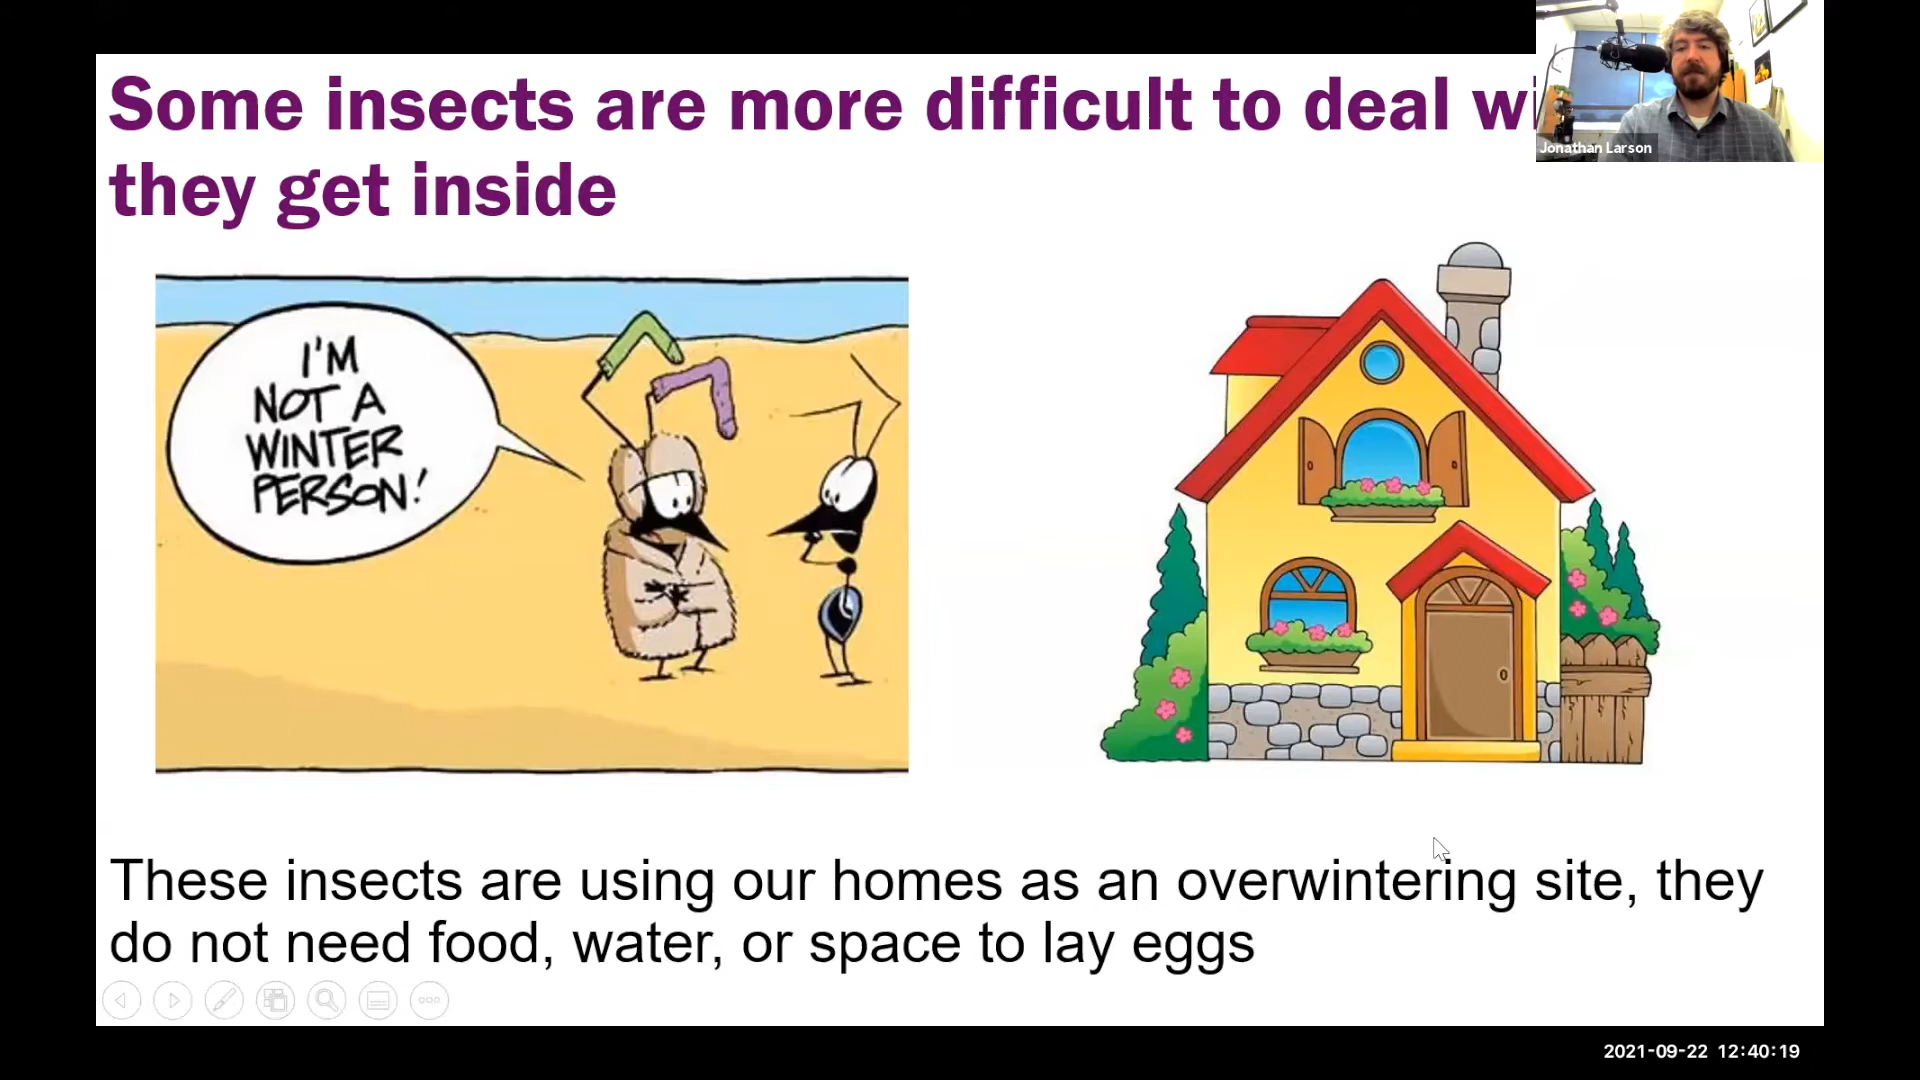 Some insects are more difficult to deal
they get inside
Jonathan Larson
I'M
NOT A
WINTER
PERSON!
These insects are using our homes as an overwintering site, they
do not need food, water, or space to lay eggs
2021-09-22 12:40:19